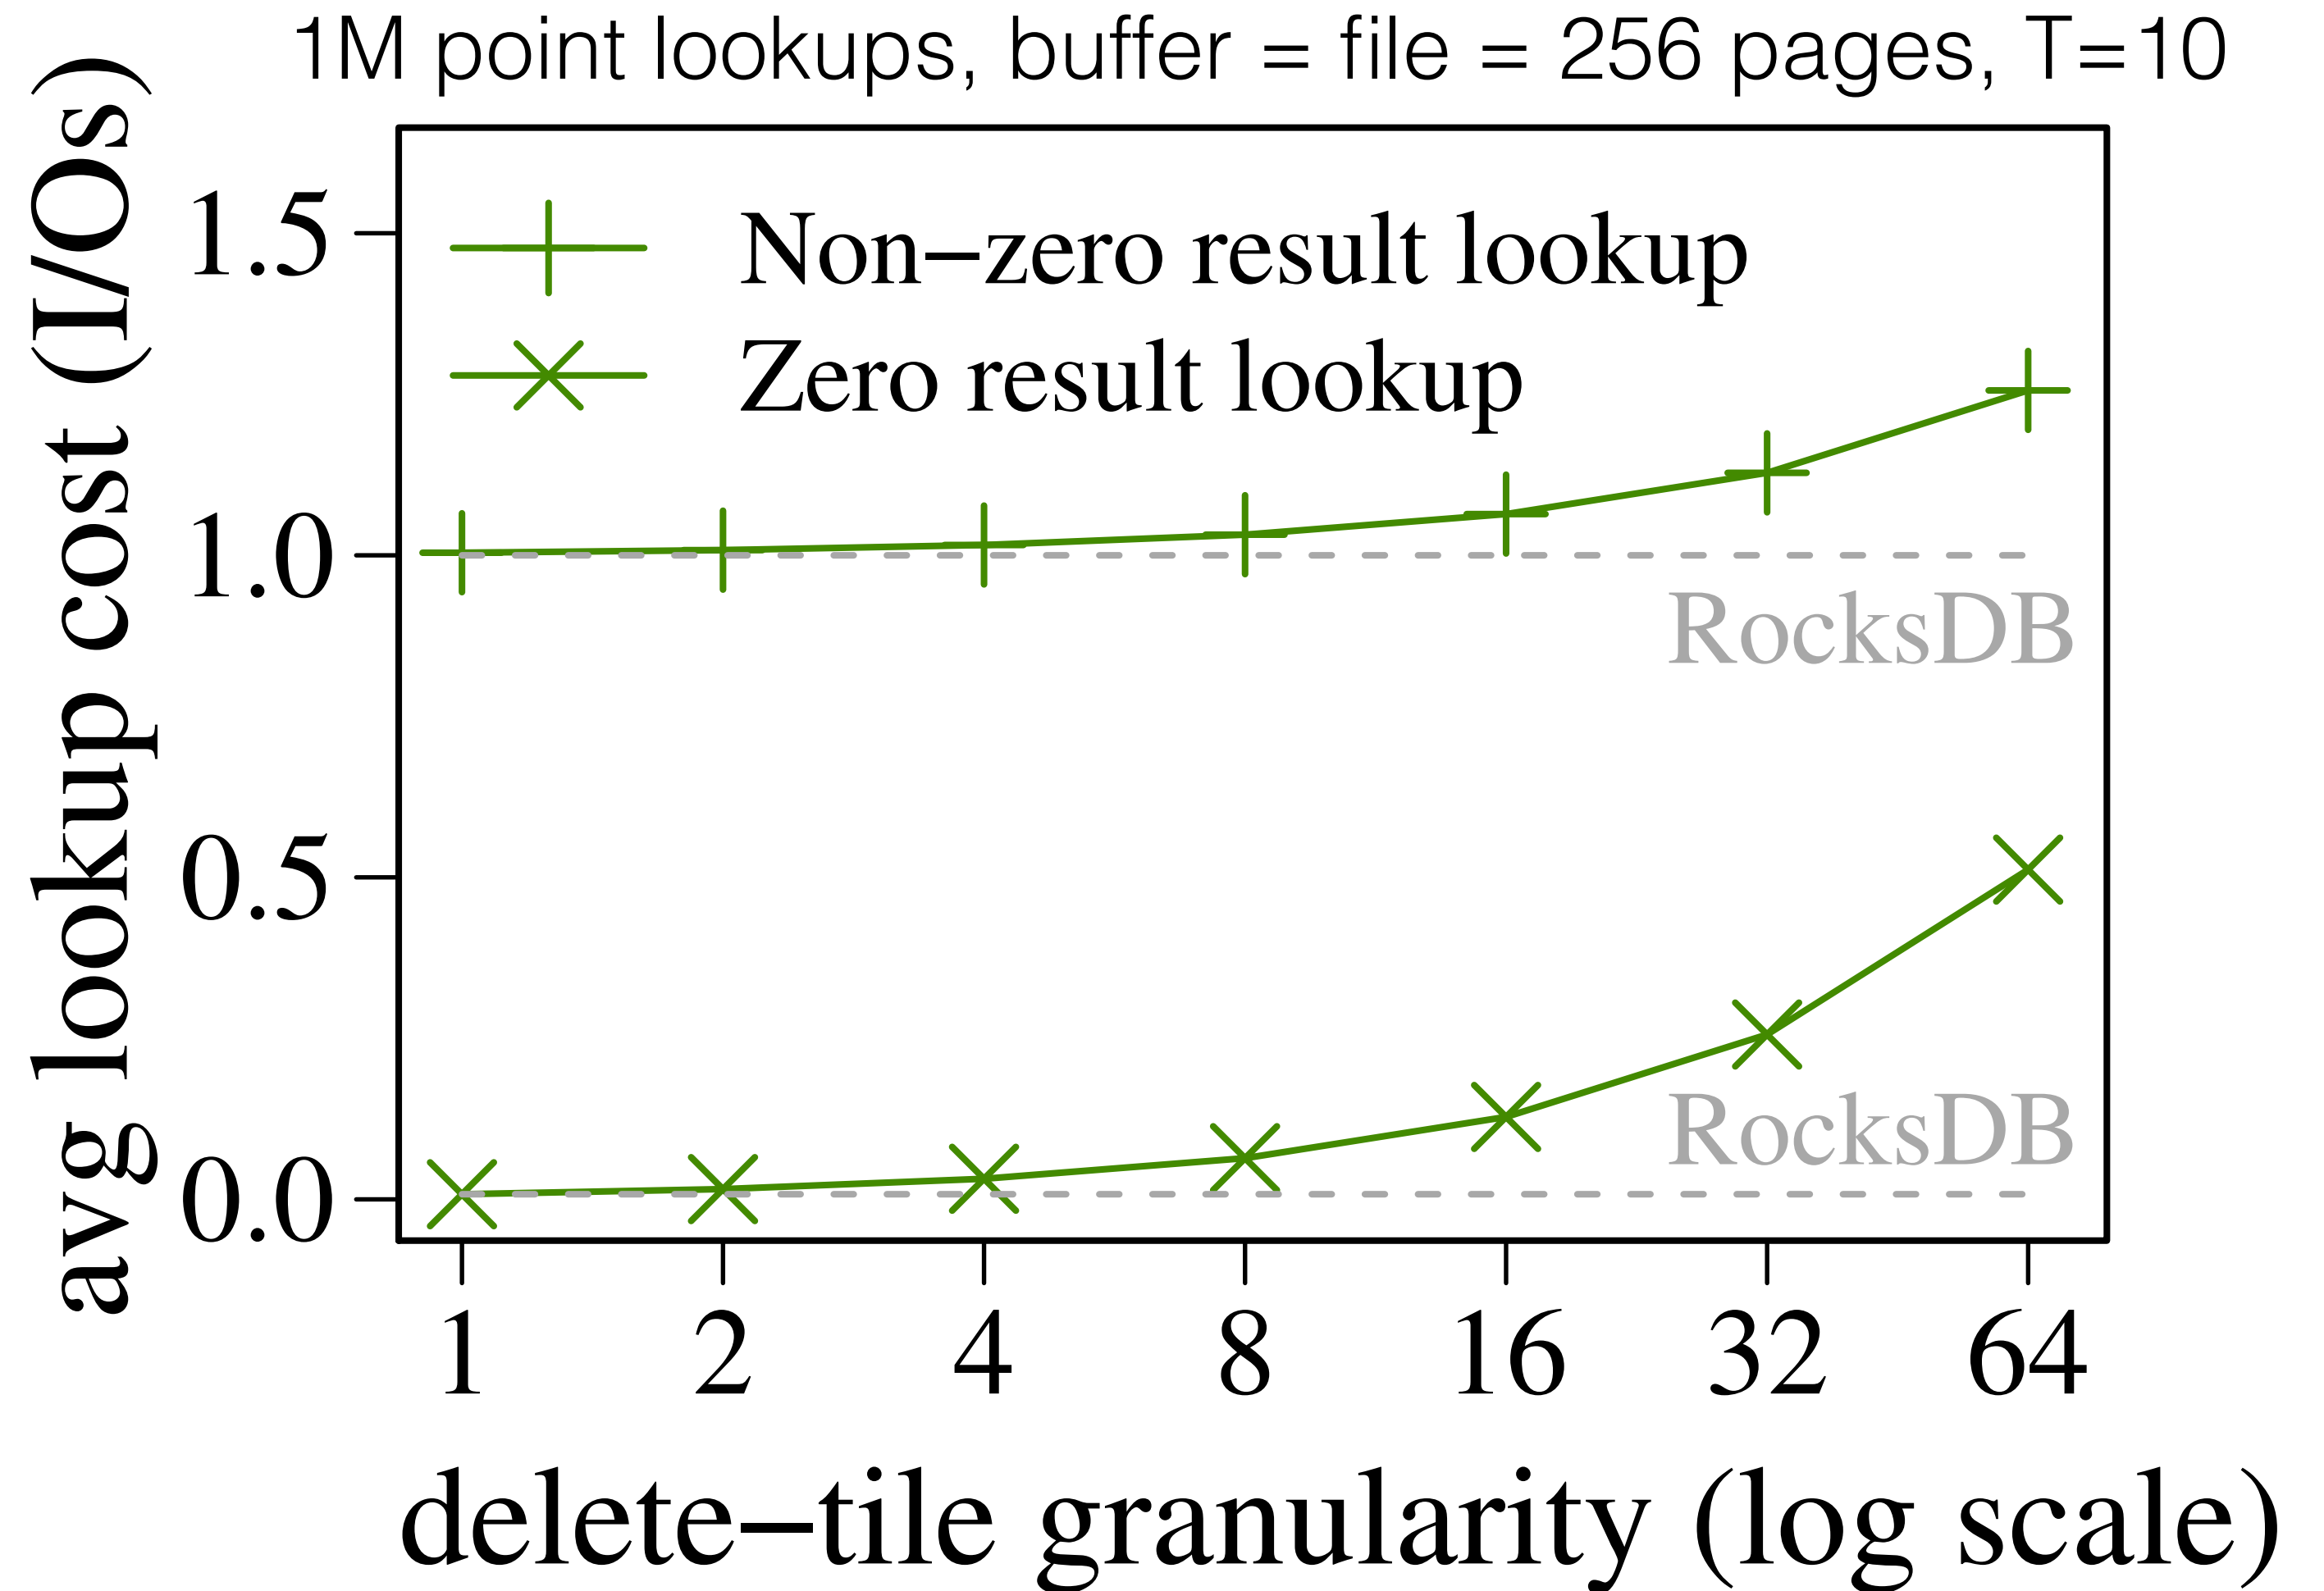 1M point lookups, buffer = file = 256 pages, T=10
avg lookup cost (I/Os)
1.5
1.0
0.5
0.0
Non−zero result lookup
Zero result lookup
RocksDB
RocksDB
1 2 4 8 16 32 64
delete−tile granularity (log scale)